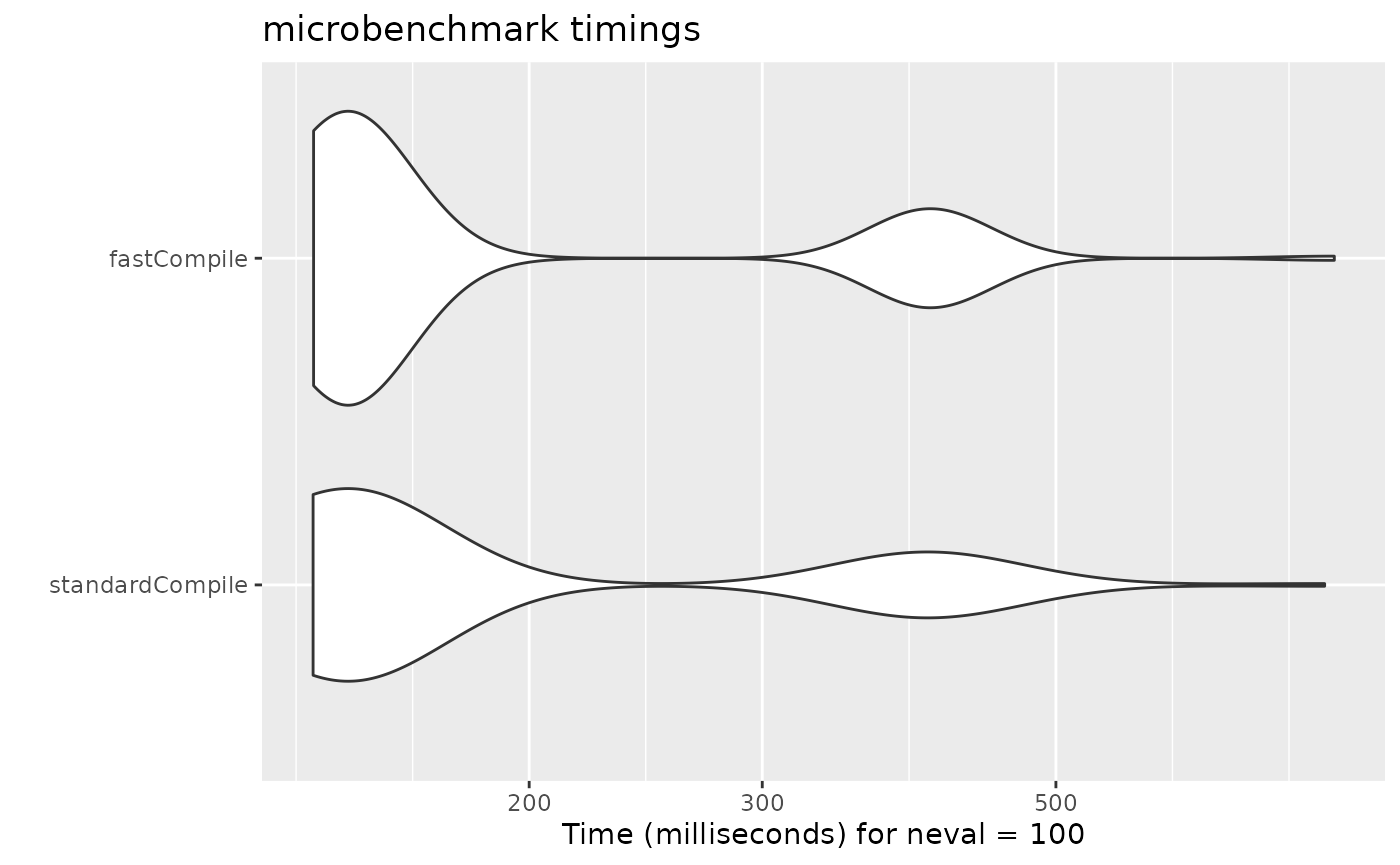 microbenchmark timings
fastCompile
standardCompile
200 300 500
Time (milliseconds) for neval = 100